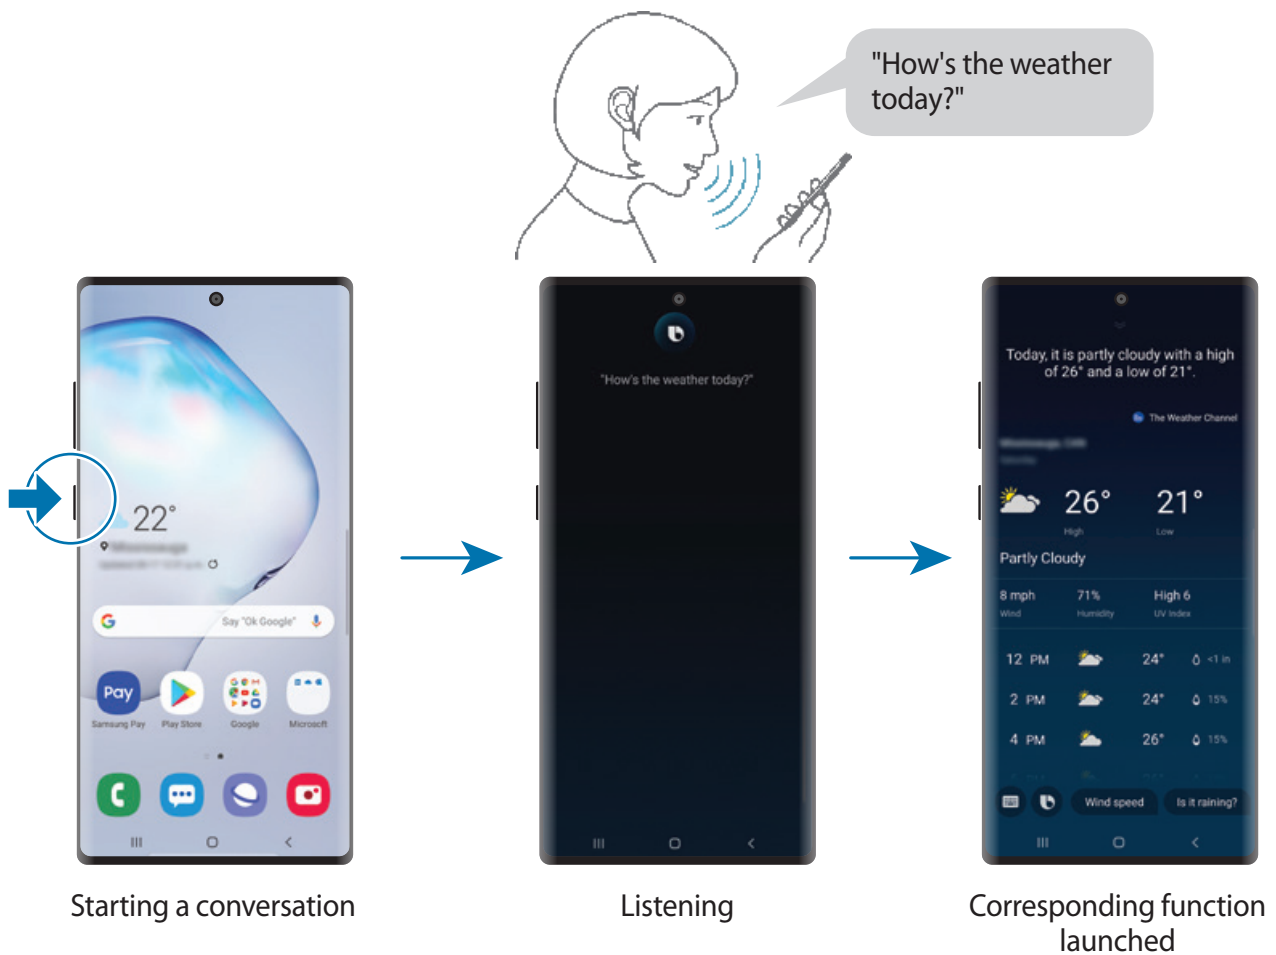 "How's the weather
today?"
22°
Say "Ok Google"
Pay
Samsung Pay
Play Store
Google
Microsoft
Starting a conversation
"How's the weather today?"
Listening
Today, it is partly cloudy with a high
of 26° and a low of 21°.
The Weather Channel
26° 21°
High Low
Partly Cloudy
8 mph 71% High 6
Wind Humidity UV Index
12 PM 24° <1 in
2 PM 24° 15%
4 PM 26° 15%
Wind speed Is it raining?
Corresponding function
launched